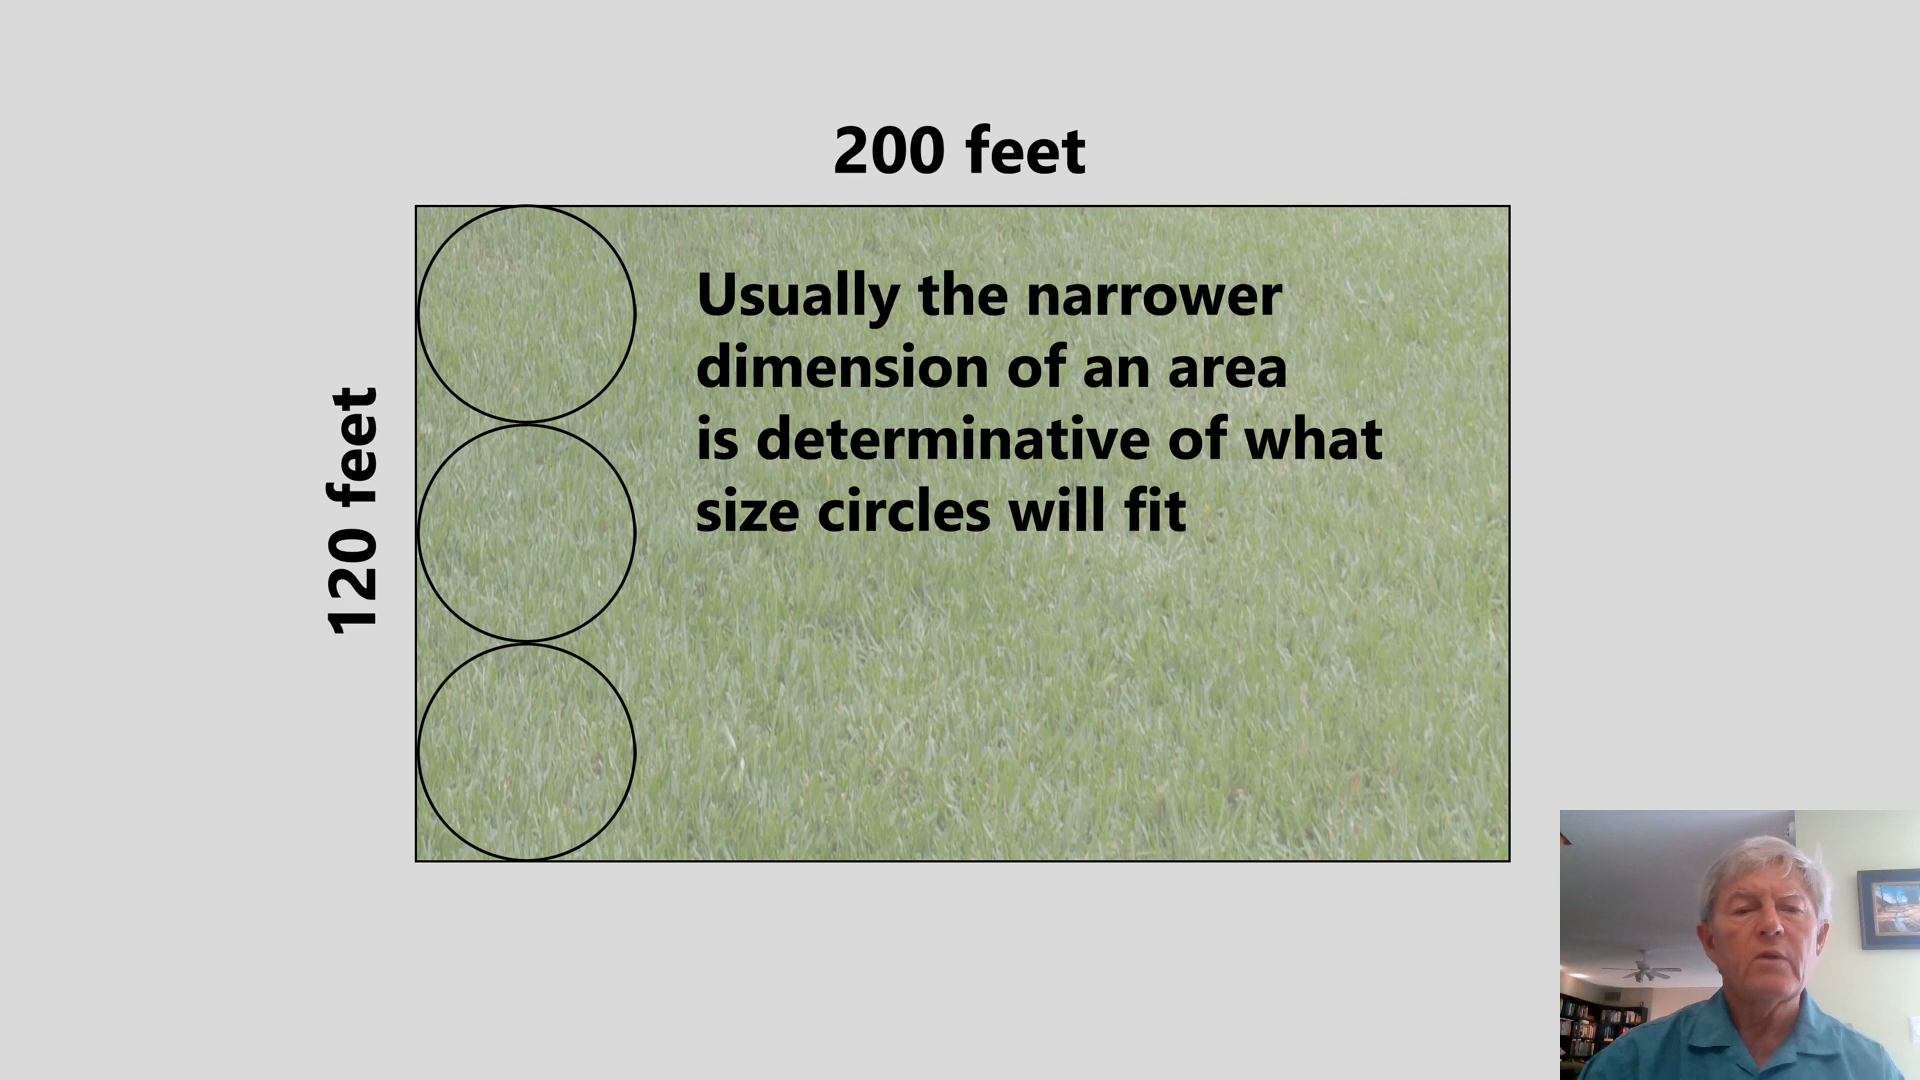 200 feet
120 feet
Usually the narrower
dimension of an area
is determinative of what
size circles will fit